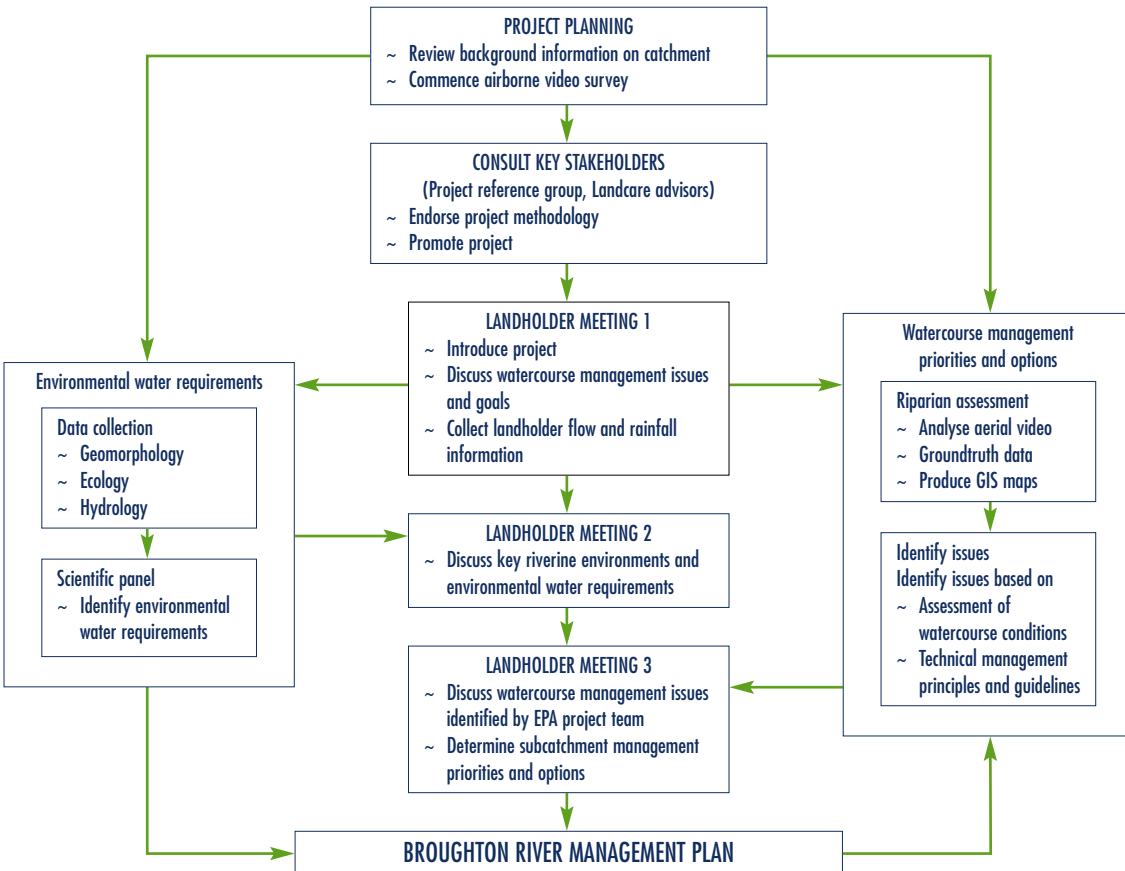 PROJECT PLANNING
~ Review background information on catchment
~ Commence airborne video survey
CONSULT KEY STAKEHOLDERS
(Project reference group, Landcare advisors)
~ Endorse project methodology
~ Promote project
LANDHOLDER MEETING 1
~ Introduce project
~ Discuss watercourse management issues
and goals
~ Collect landholder flow and rainfall
information
Environmental water requirements
Data collection
~ Geomorphology
~ Ecology
~ Hydrology
Scientific panel
~ Identify environmental
water requirements
LANDHOLDER MEETING 2
~ Discuss key riverine environments and
environmental water requirements
LANDHOLDER MEETING 3
~ Discuss watercourse management issues
identified by EPA project team
~ Determine subcatchment management
priorities and options
Watercourse management
priorities and options
Riparian assessment
~ Analyse aerial video
~ Groundtruth data
~ Produce GIS maps
Identify issues
Identify issues based on
~ Assessment of
watercourse conditions
~ Technical management
principles and guidelines
BROUGHTON RIVER MANAGEMENT PLAN